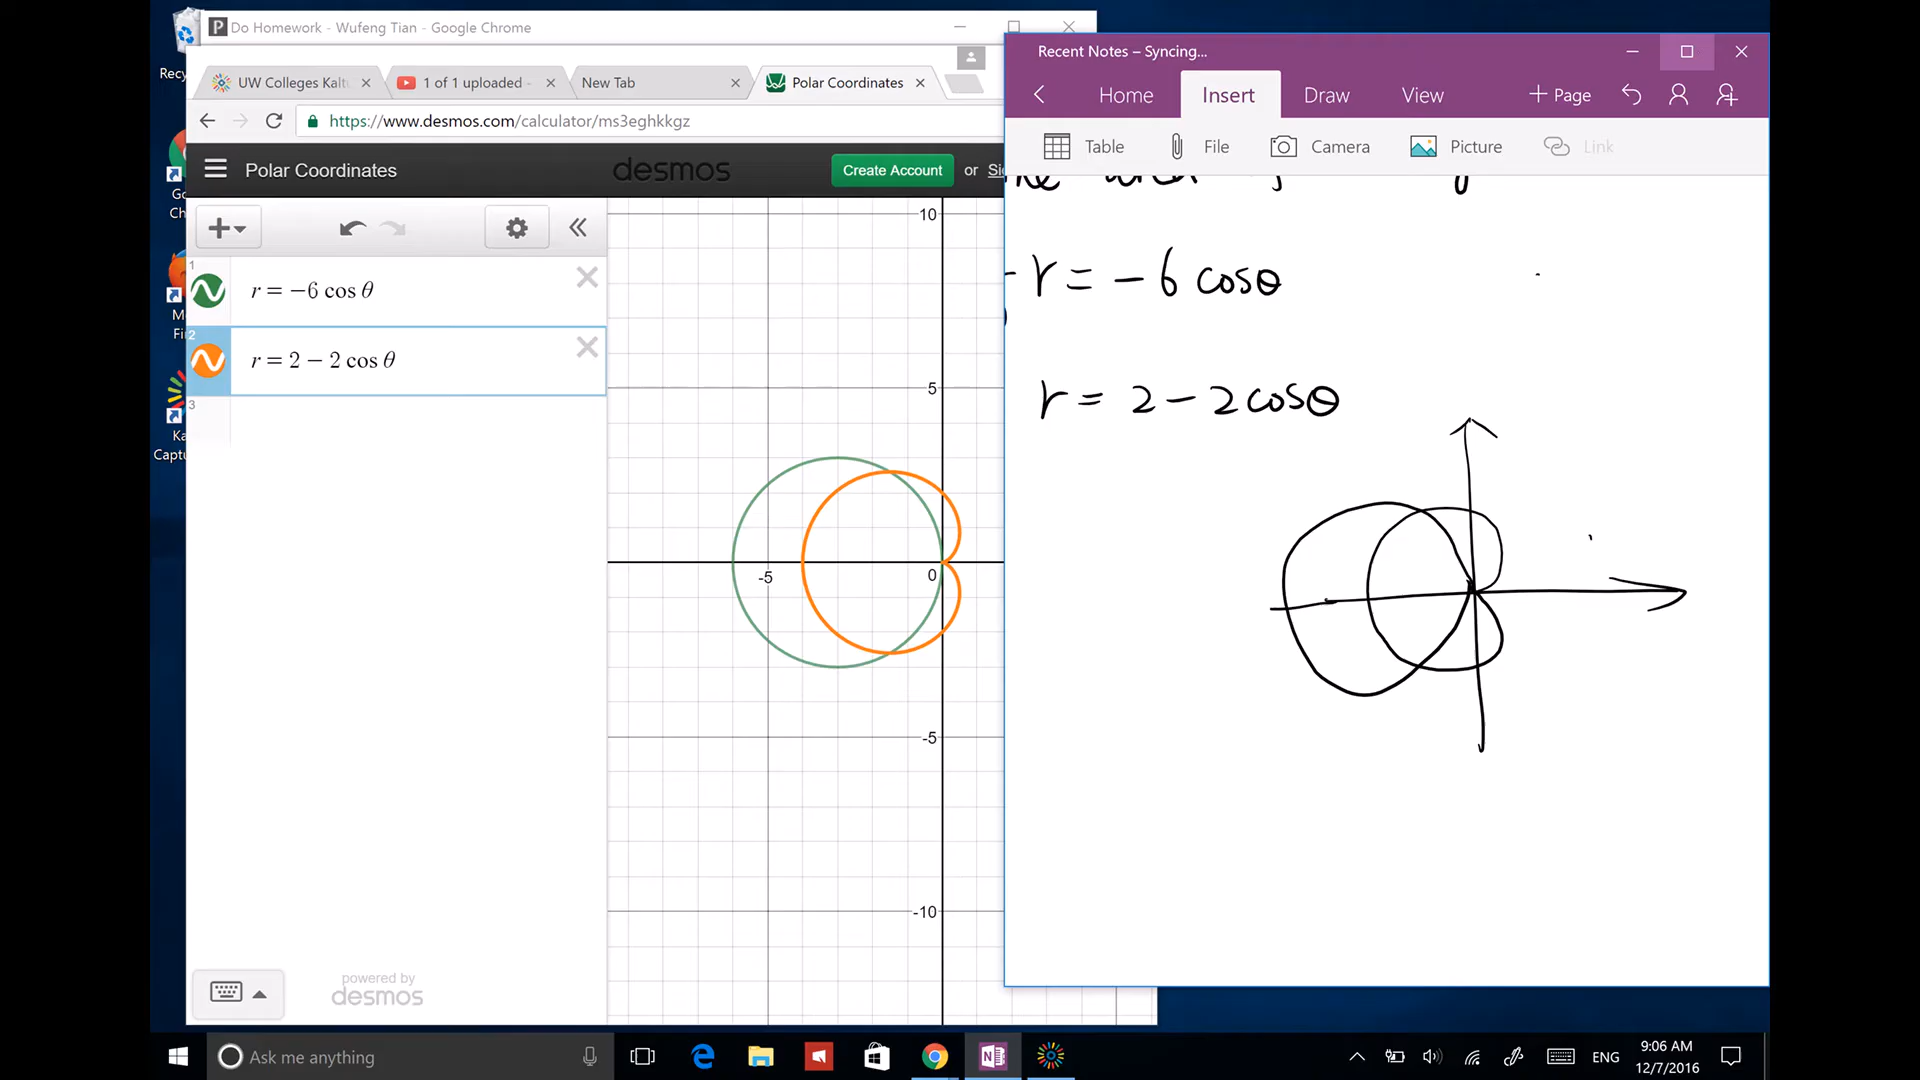 Do Homework - Wufeng Tian - Google Chrome
UW Colleges Kalt
1 of 1 uploaded -
New Tab
Polar Coordinates
https://www.desmos.com/calculator/ms3eghkkgz
Polar Coordinates
desmos
Create Account
or
1
r = −6 cos θ
2
r = 2 − 2 cos θ
3
10
5
-5
0
-5
-10
powered by
desmos
Recent Notes – Syncing...
Home
Insert
Draw
View
+ Page
Table
File
Camera
Picture
Link
r = − 6 cosθ
r = 2 − 2cosθ
Ask me anything
ENG
9:06 AM
12/7/2016